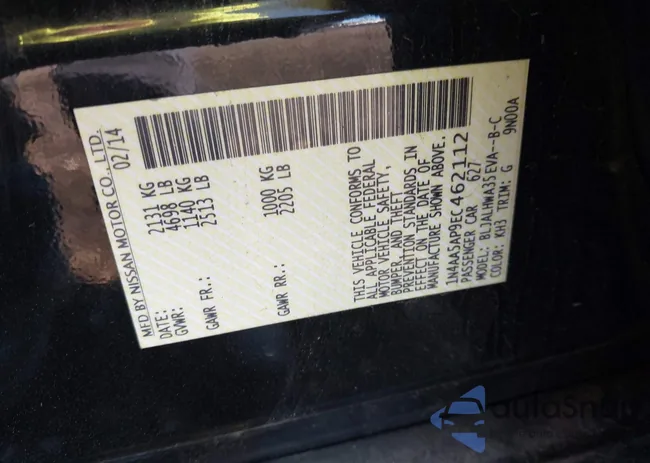 MFD BY NISSAN MOTOR CO., LTD.
DATE: 02/14
GVWR: 2131 KG
4698 LB
GAWR FR.: 1140 KG
2513 LB
GAWR RR.: 1000 KG
2205 LB
THIS VEHICLE CONFORMS TO
ALL APPLICABLE FEDERAL
MOTOR VEHICLE SAFETY,
BUMPER, AND THEFT
PREVENTION STANDARDS IN
EFFECT ON THE DATE OF
MANUFACTURE SHOWN ABOVE.
1N4AA5AP9EC462112
PASSENGER CAR 627
MODEL: BLJALHWA35EVA--B-C
COLOR: KH3 TRIM: G 9N00A
autoSnap